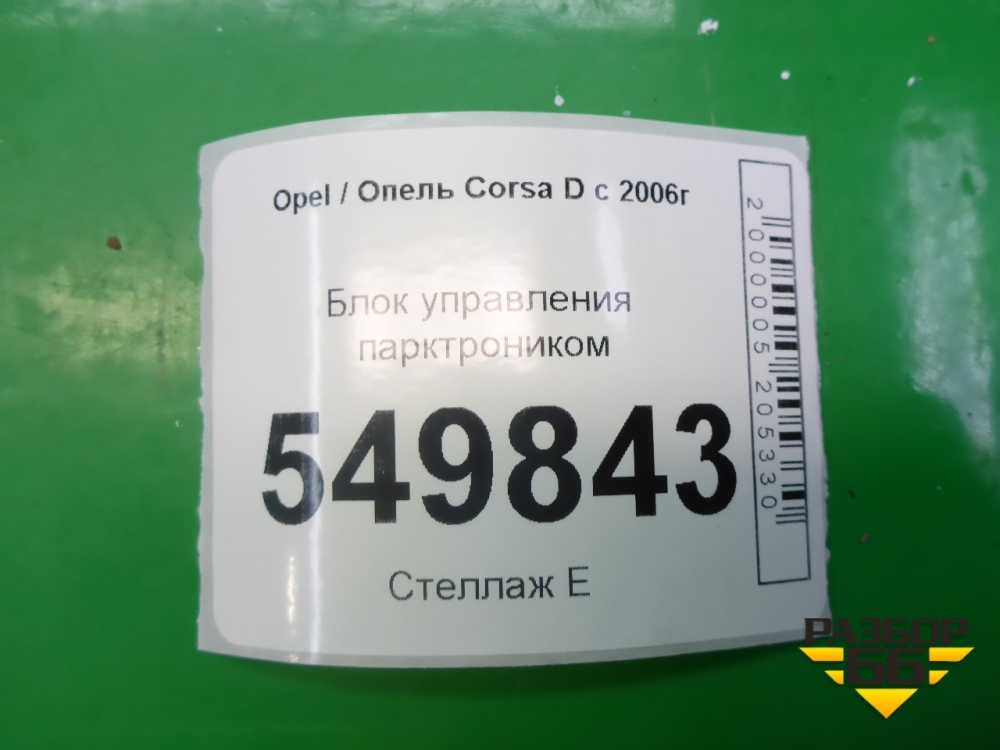 Opel / Опель Corsa D с 2006г
Блок управления
парктроником
549843
Стеллаж Е
2000005205330
РАЗБОР
66